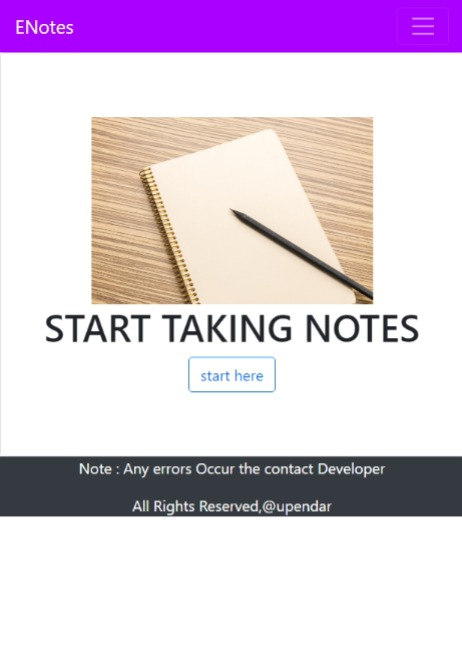 ENotes
START TAKING NOTES
start here
Note : Any errors Occur the contact Developer
All Rights Reserved,@upendar